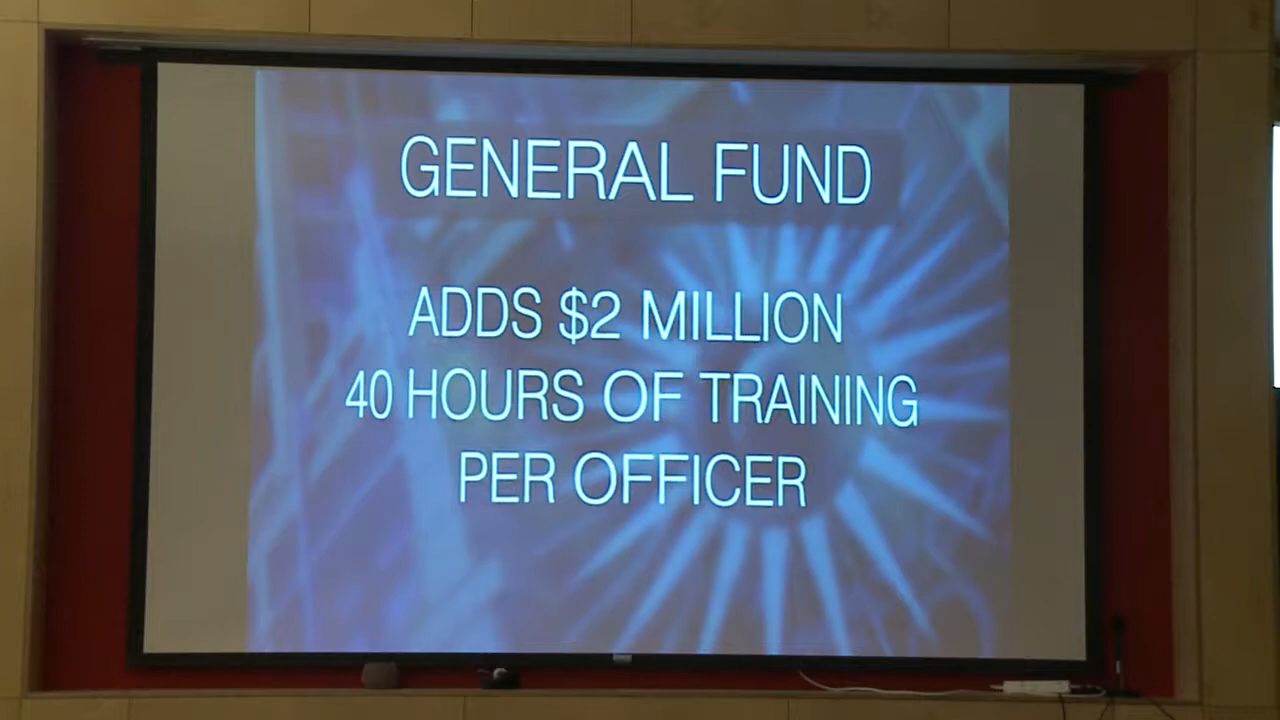 GENERAL FUND
ADDS $2 MILLION
40 HOURS OF TRAINING
PER OFFICER